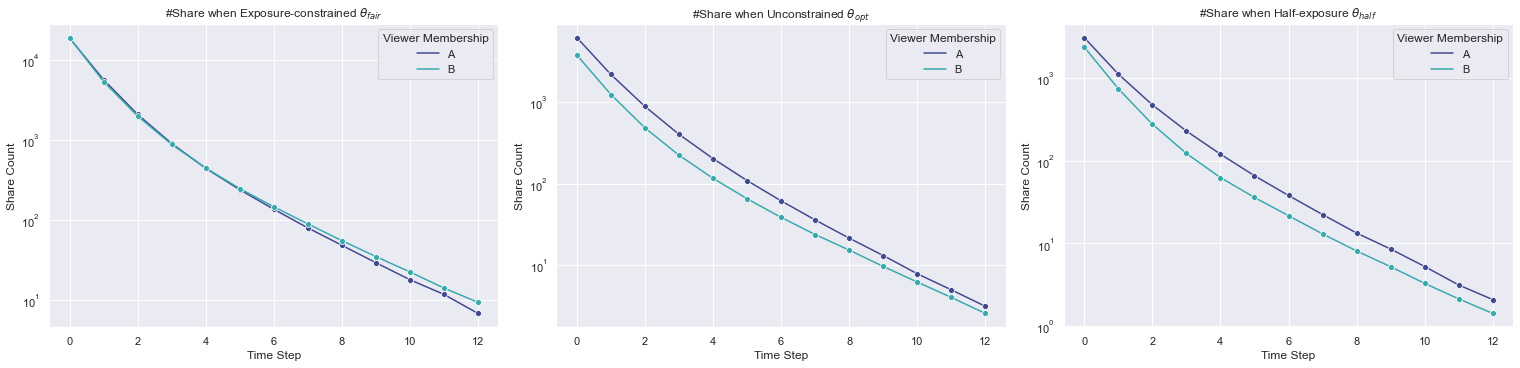 #Share when Exposure-constrained θ_fair
Viewer Membership
A
B
10⁴
10³
10²
10¹
Share Count
0 2 4 6 8 10 12
Time Step
#Share when Unconstrained θ_opt
Viewer Membership
A
B
10³
10²
10¹
Share Count
0 2 4 6 8 10 12
Time Step
#Share when Half-exposure θ_half
Viewer Membership
A
B
10³
10²
10¹
10⁰
Share Count
0 2 4 6 8 10 12
Time Step